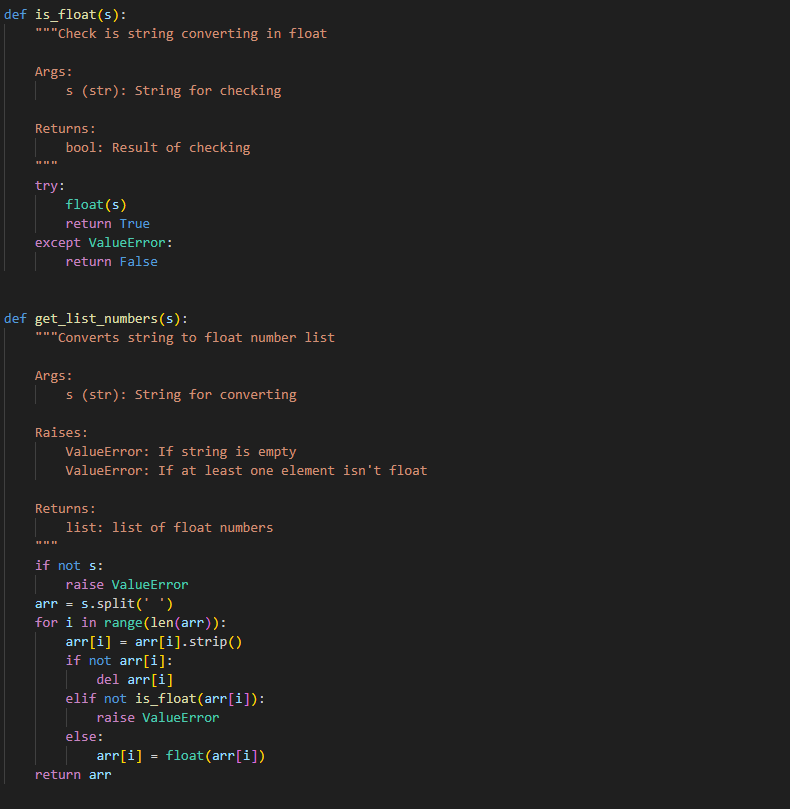 def is_float(s):
    """Check is string converting in float

    Args:
        s (str): String for checking

    Returns:
        bool: Result of checking
    """
    try:
        float(s)
        return True
    except ValueError:
        return False


def get_list_numbers(s):
    """Converts string to float number list

    Args:
        s (str): String for converting

    Raises:
        ValueError: If string is empty
        ValueError: If at least one element isn't float

    Returns:
        list: list of float numbers
    """
    if not s:
        raise ValueError
    arr = s.split(' ')
    for i in range(len(arr)):
        arr[i] = arr[i].strip()
        if not arr[i]:
            del arr[i]
        elif not is_float(arr[i]):
            raise ValueError
        else:
            arr[i] = float(arr[i])
    return arr